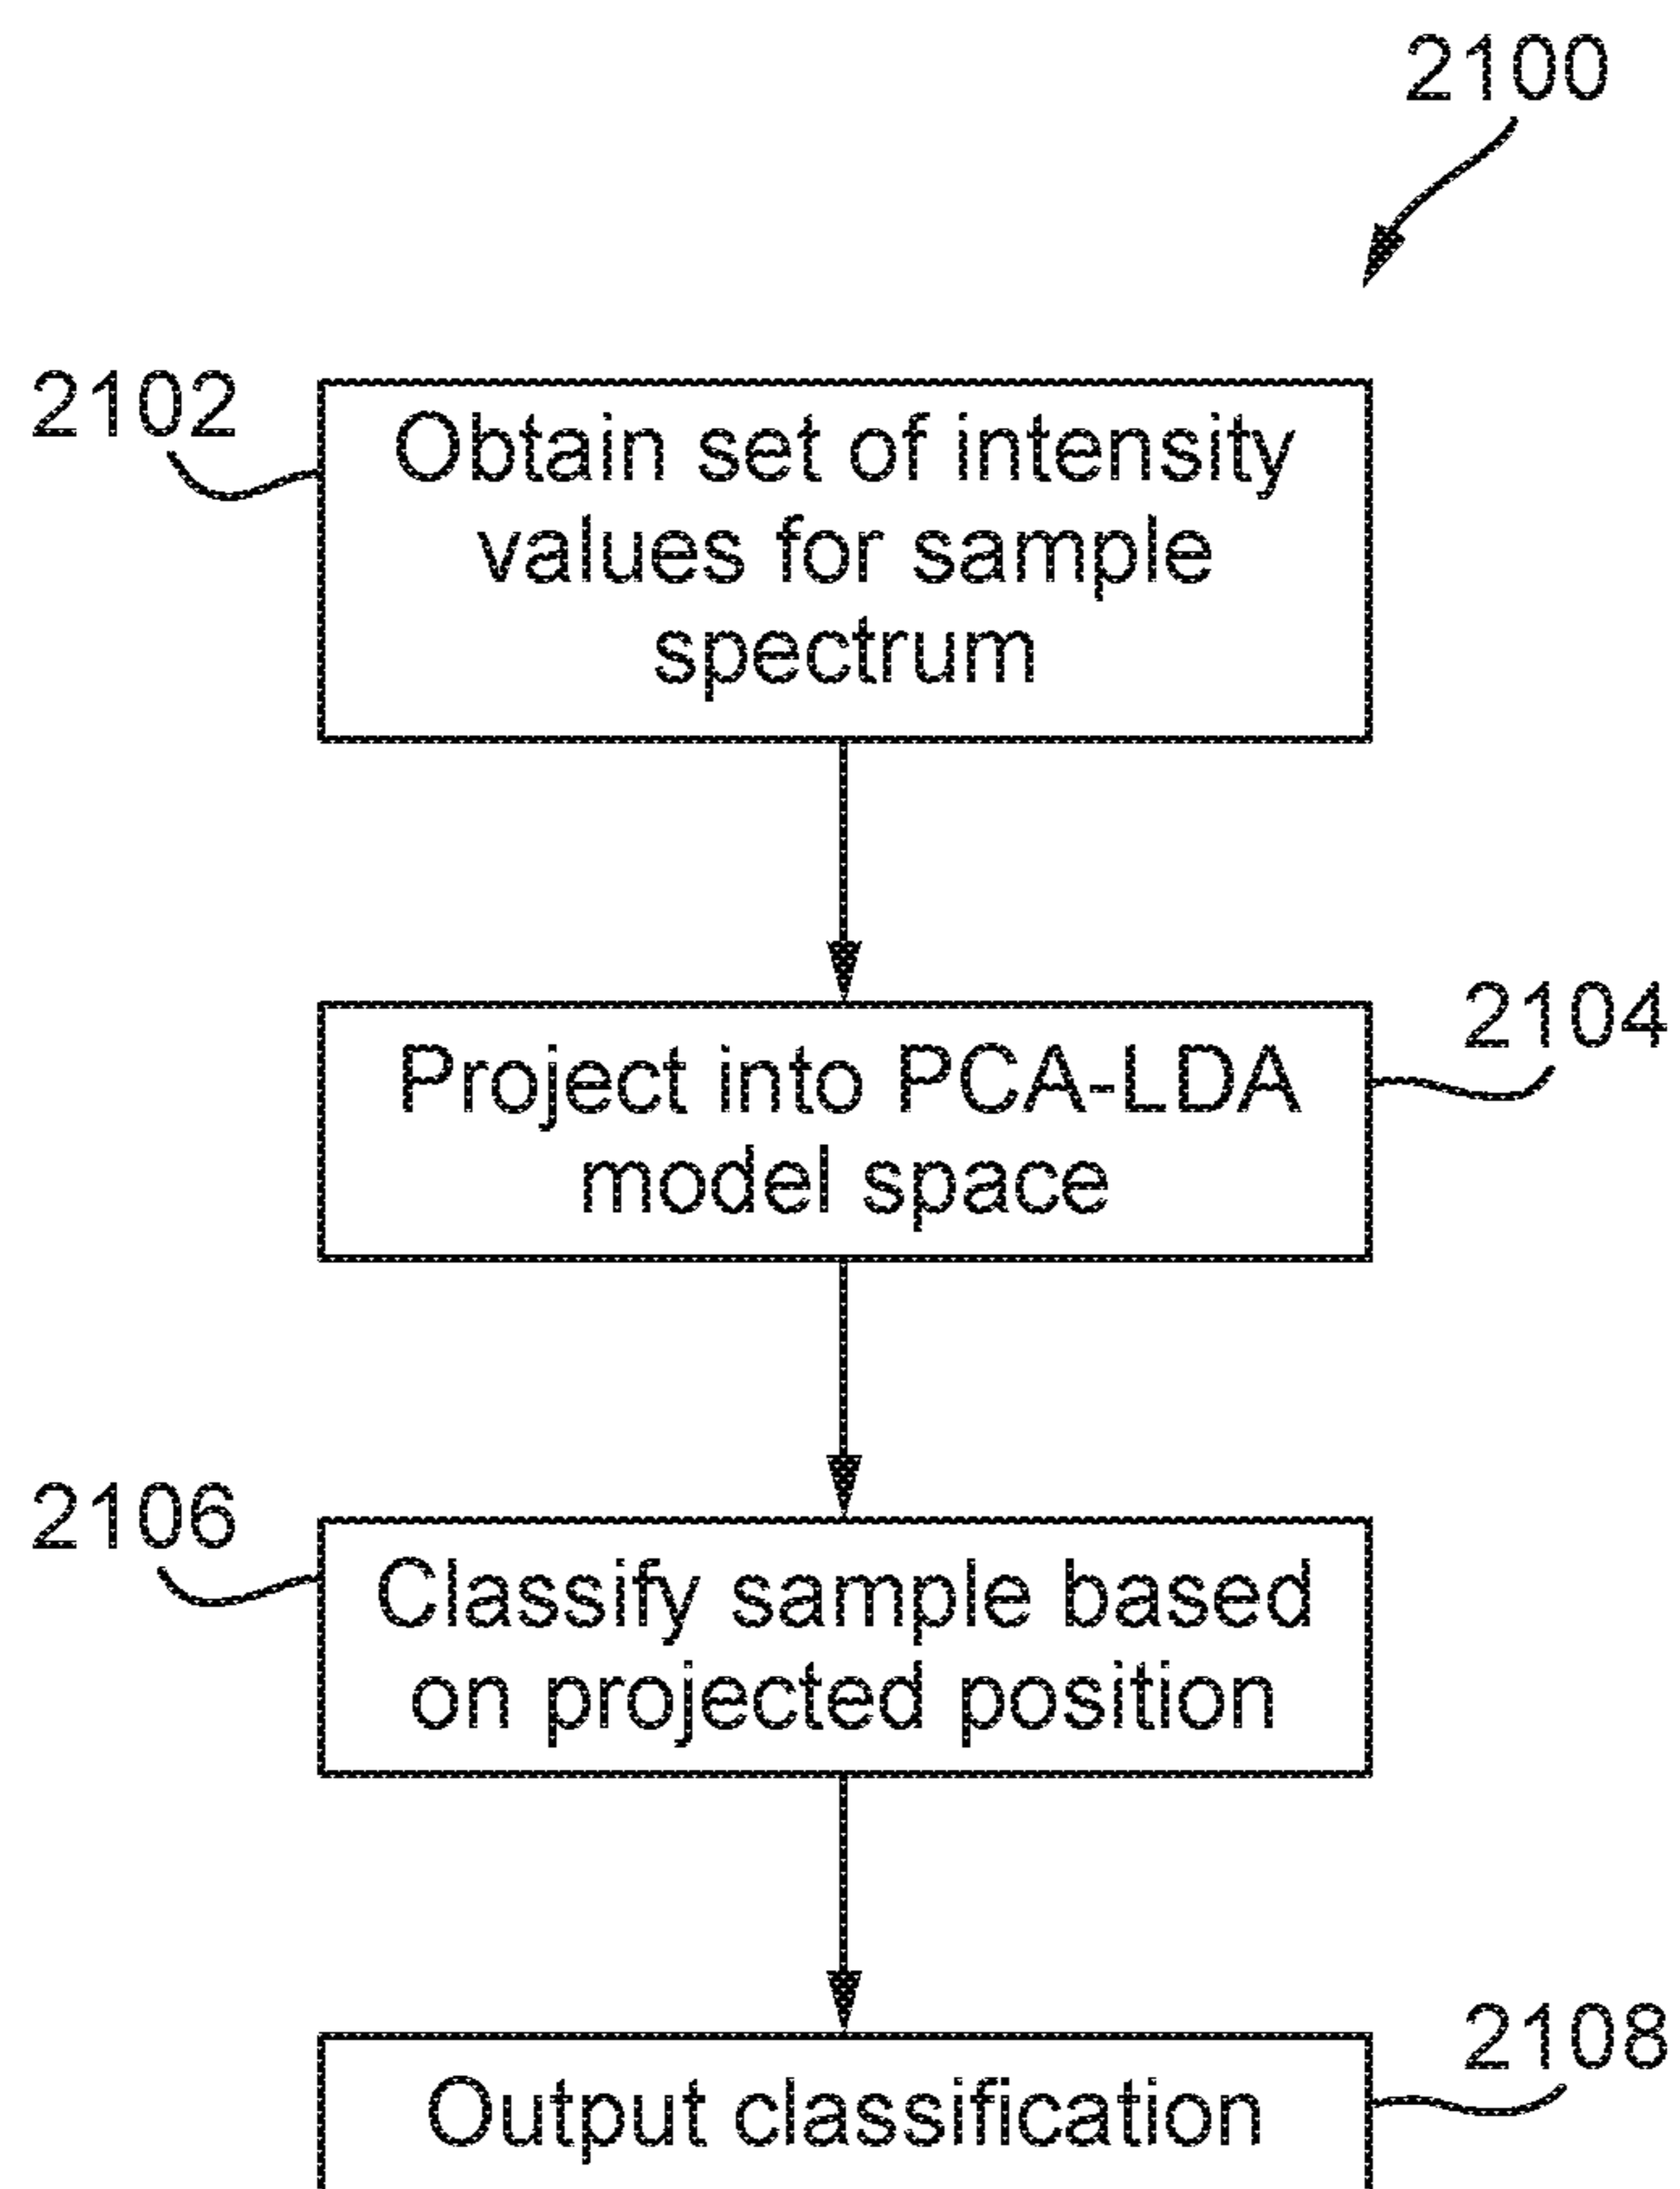 2100
2102
Obtain set of intensity
values for sample
spectrum
2104
Project into PCA-LDA
model space
2106
Classify sample based
on projected position
2108
Output classification